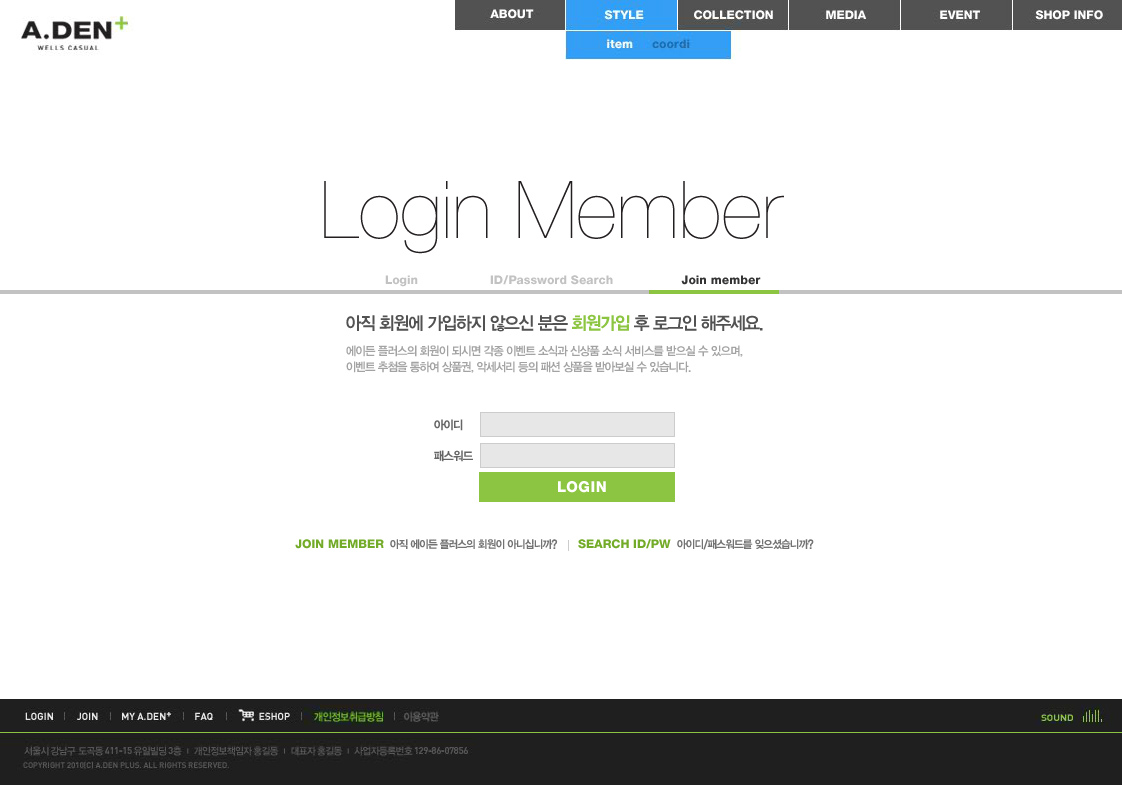 A.DEN+
WELLS CASUAL
ABOUT STYLE COLLECTION MEDIA EVENT SHOP INFO
item coordi
Login Member
Login ID/Password Search Join member
아직 회원에 가입하지 않으신 분은 회원가입 후 로그인 해주세요.
에이든 플러스의 회원이 되시면 각종 이벤트 소식과 신상품 소식 서비스를 받으실 수 있으며,
이벤트 추첨을 통하여 상품권, 악세서리 등의 패션 상품을 받아보실 수 있습니다.
아이디
패스워드
LOGIN
JOIN MEMBER 아직 에이든 플러스의 회원이 아니십니까? | SEARCH ID/PW 아이디/패스워드를 잊으셨습니까?
LOGIN | JOIN | MY A.DEN+ | FAQ | ESHOP | 개인정보취급방침 | 이용약관 SOUND
서울시 강남구 도곡동 411-15 유일빌딩 3층 | 개인정보책임자 홍길동 | 대표자 홍길동 | 사업자등록번호 129-86-07856
COPYRIGHT 2010(C) A.DEN PLUS. ALL RIGHTS RESERVED.